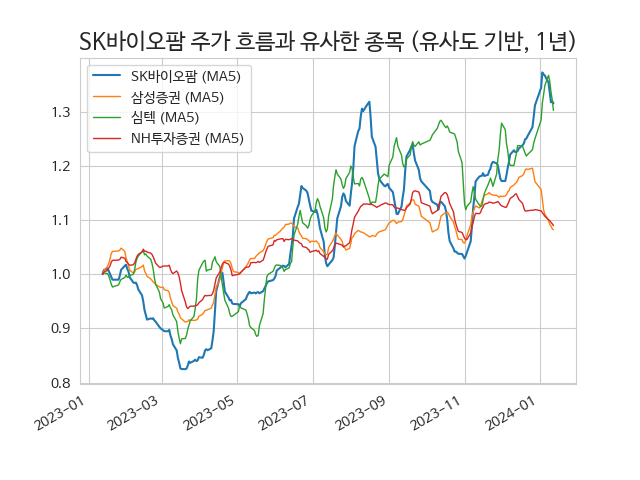 SK바이오팜 주가 흐름과 유사한 종목 (유사도 기반, 1년)
SK바이오팜 (MA5)
삼성증권 (MA5)
심텍 (MA5)
NH투자증권 (MA5)
1.3
1.2
1.1
1.0
0.9
0.8
2023-01
2023-03
2023-05
2023-07
2023-09
2023-11
2024-01